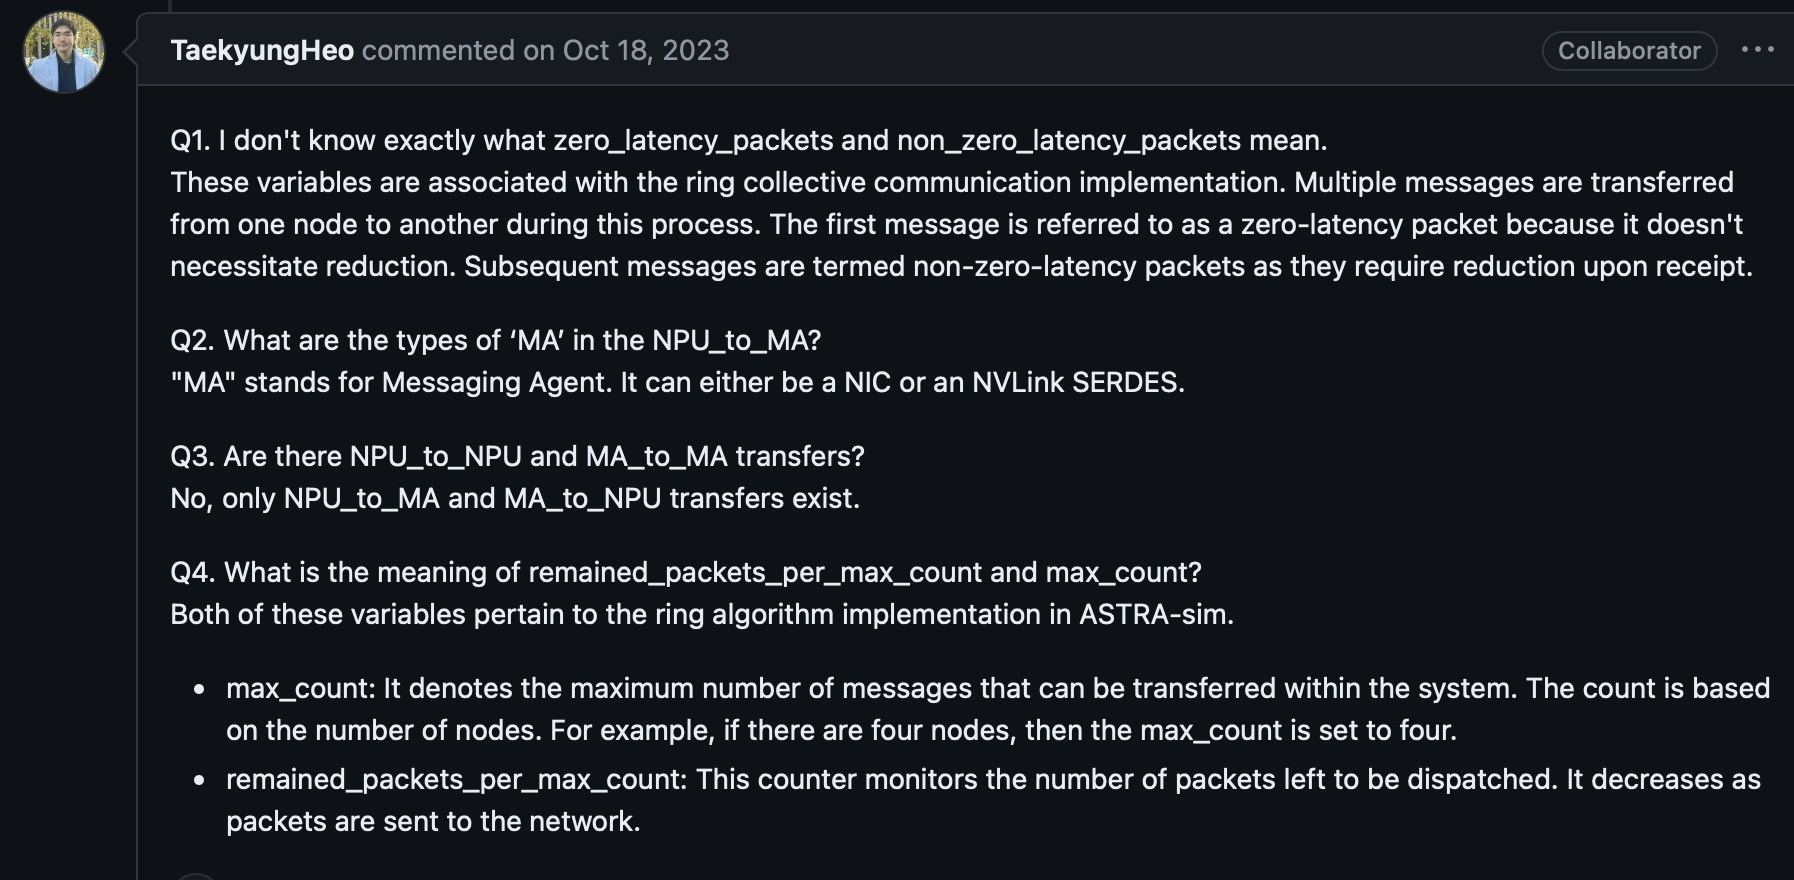 TaekyungHeo commented on Oct 18, 2023
Collaborator
Q1. I don't know exactly what zero_latency_packets and non_zero_latency_packets mean.
These variables are associated with the ring collective communication implementation. Multiple messages are transferred
from one node to another during this process. The first message is referred to as a zero-latency packet because it doesn't
necessitate reduction. Subsequent messages are termed non-zero-latency packets as they require reduction upon receipt.
Q2. What are the types of ‘MA’ in the NPU_to_MA?
"MA" stands for Messaging Agent. It can either be a NIC or an NVLink SERDES.
Q3. Are there NPU_to_NPU and MA_to_MA transfers?
No, only NPU_to_MA and MA_to_NPU transfers exist.
Q4. What is the meaning of remained_packets_per_max_count and max_count?
Both of these variables pertain to the ring algorithm implementation in ASTRA-sim.
• max_count: It denotes the maximum number of messages that can be transferred within the system. The count is based
on the number of nodes. For example, if there are four nodes, then the max_count is set to four.
• remained_packets_per_max_count: This counter monitors the number of packets left to be dispatched. It decreases as
packets are sent to the network.